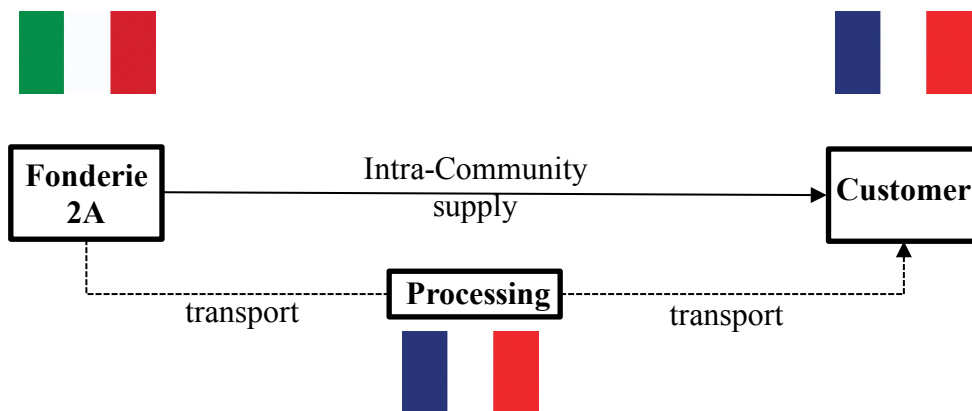 Fonderie
2A
Intra-Community
supply
Customer
transport
Processing
transport